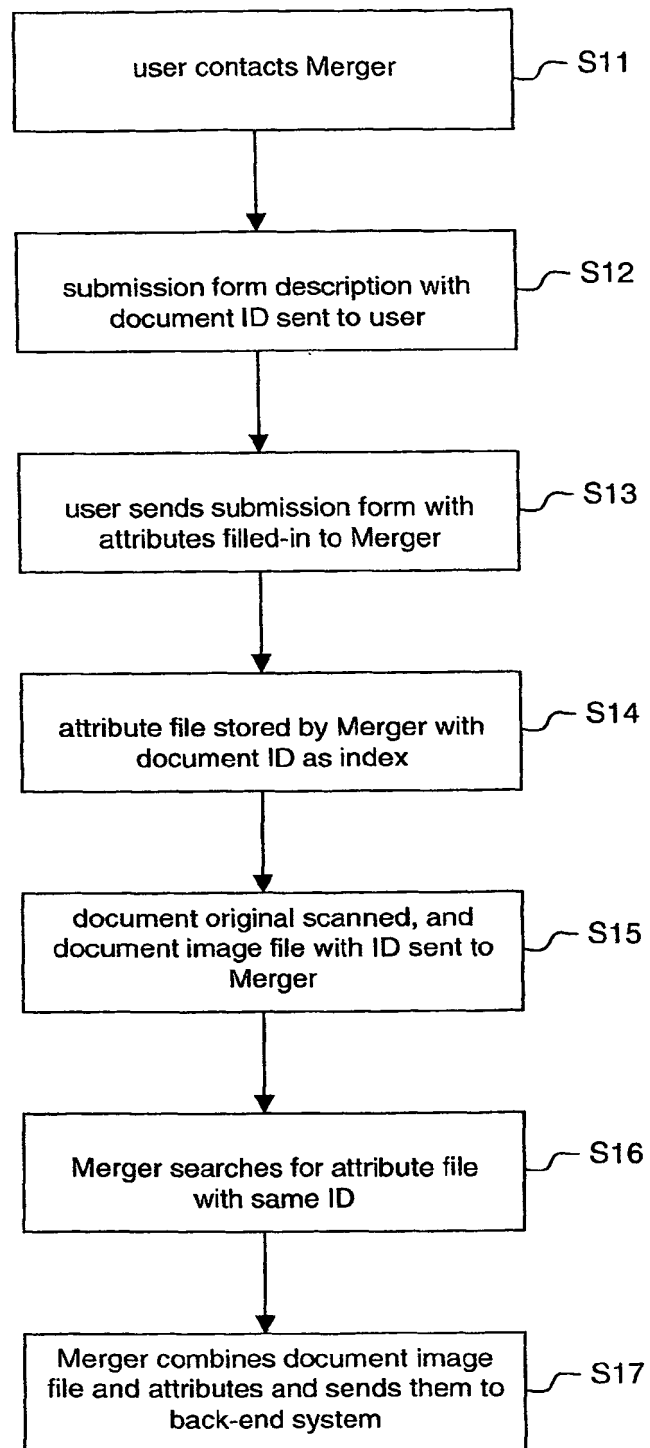 user contacts Merger
S11
submission form description with
document ID sent to user
S12
user sends submission form with
attributes filled-in to Merger
S13
attribute file stored by Merger with
document ID as index
S14
document original scanned, and
document image file with ID sent to
Merger
S15
Merger searches for attribute file
with same ID
S16
Merger combines document image
file and attributes and sends them to
back-end system
S17